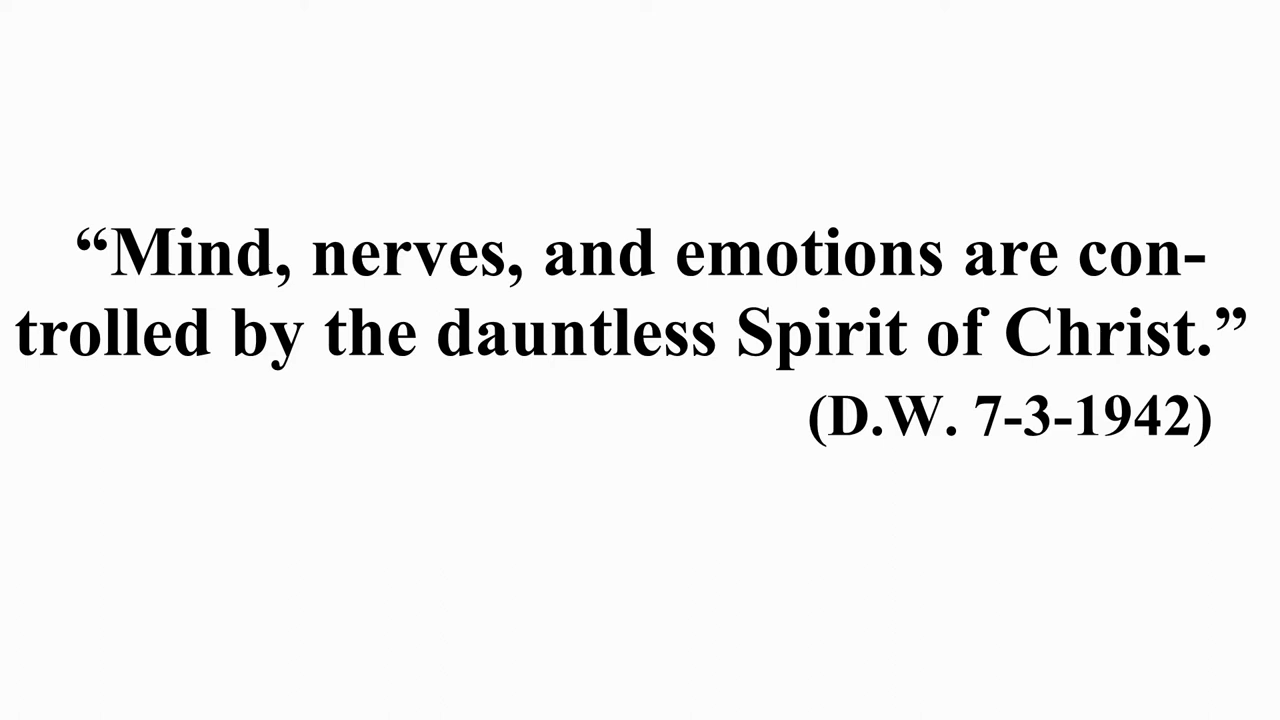 “Mind, nerves, and emotions are con-
trolled by the dauntless Spirit of Christ.”
(D.W. 7-3-1942)